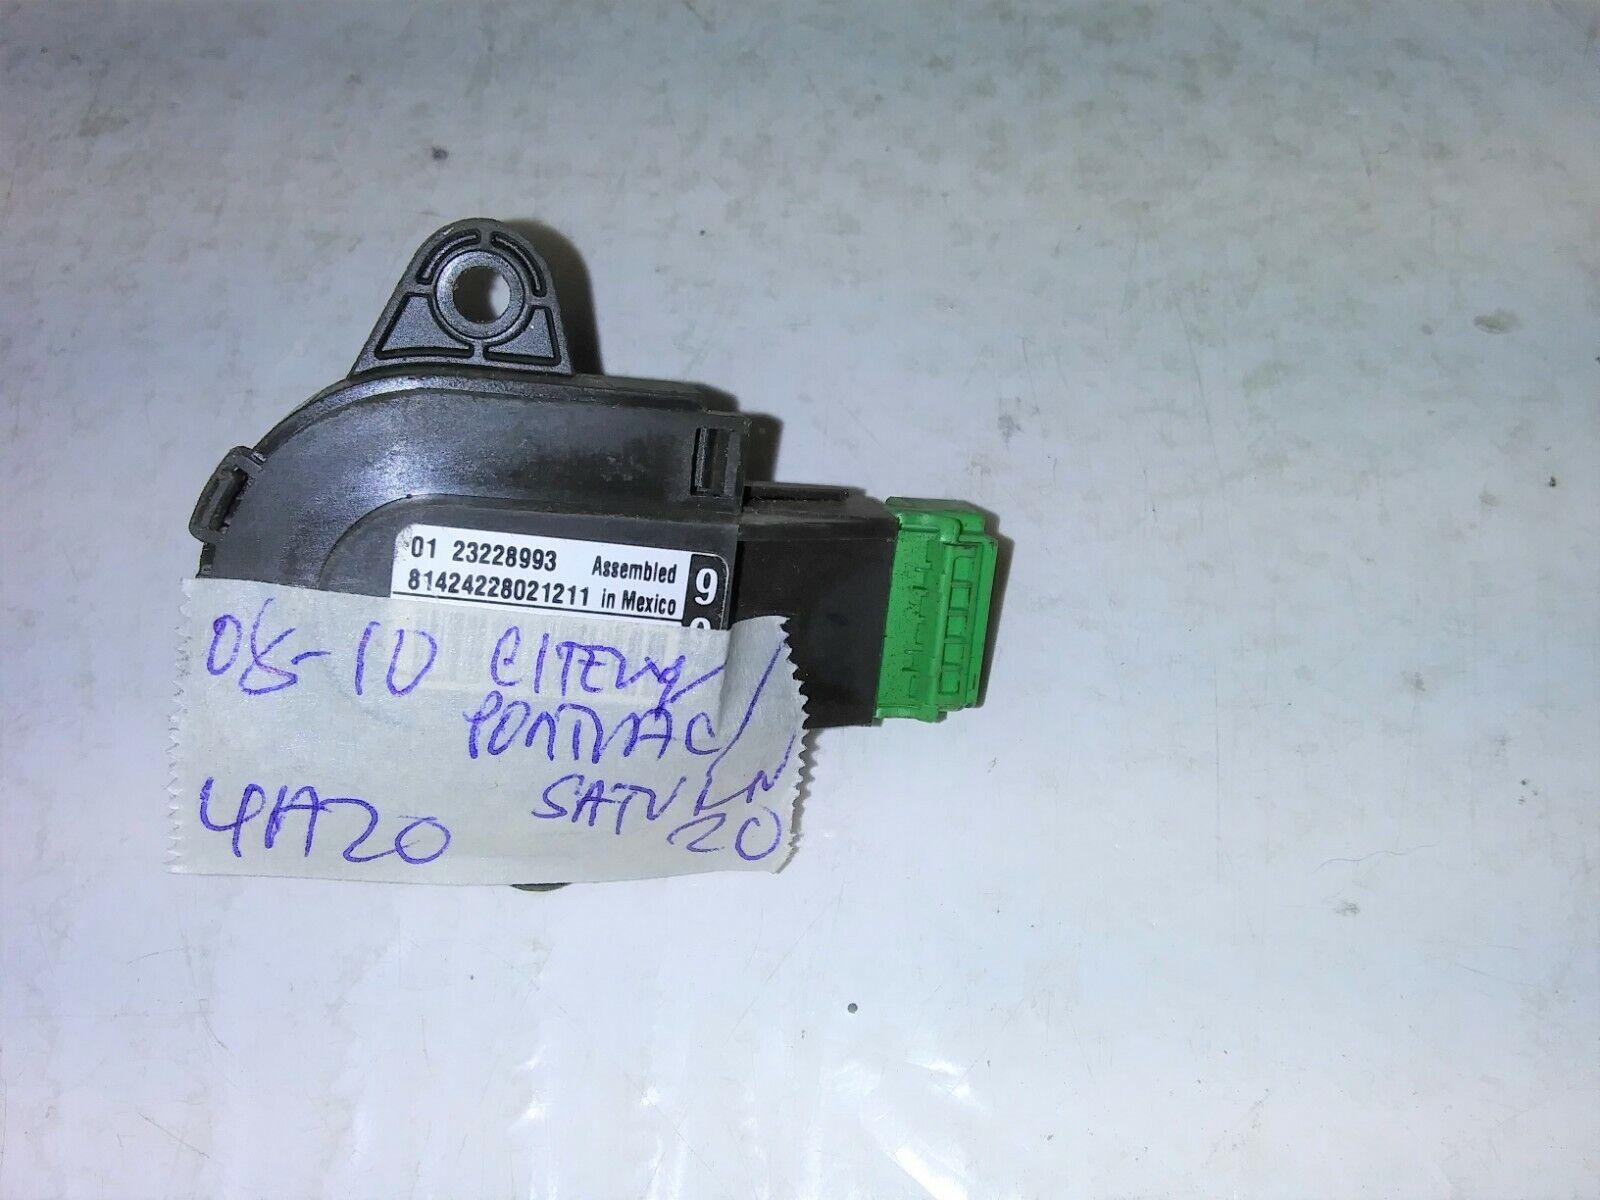 01 23228993 Assembled
81424228021211 in Mexico
9
08-10 CHEVY/
PONTIAC/
SATURN
4A20 20